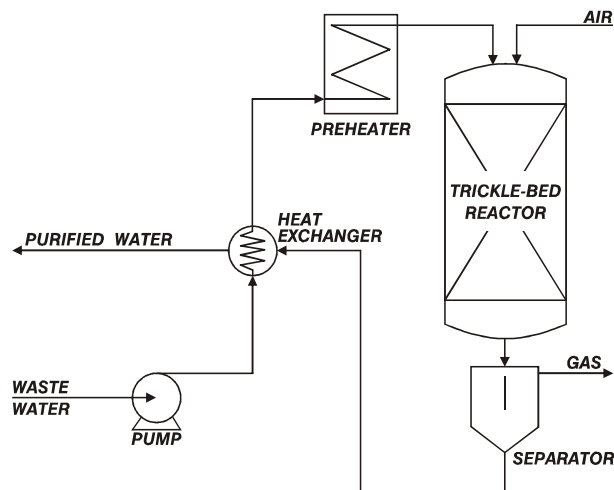 AIR
PREHEATER
TRICKLE-BED
REACTOR
HEAT
EXCHANGER
PURIFIED WATER
GAS
WASTE
WATER
PUMP
SEPARATOR